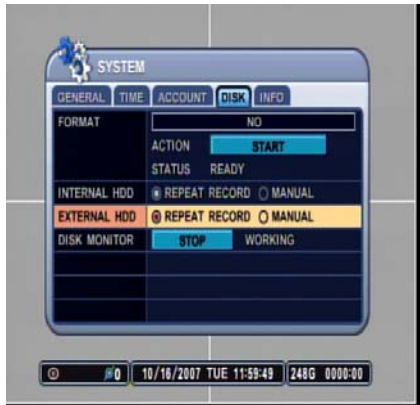 SYSTEM
GENERAL TIME ACCOUNT DISK INFO
FORMAT NO
ACTION START
STATUS READY
INTERNAL HDD REPEAT RECORD MANUAL
EXTERNAL HDD REPEAT RECORD MANUAL
DISK MONITOR STOP WORKING
0 10/16/2007 TUE 11:59:49 248G 0000:00